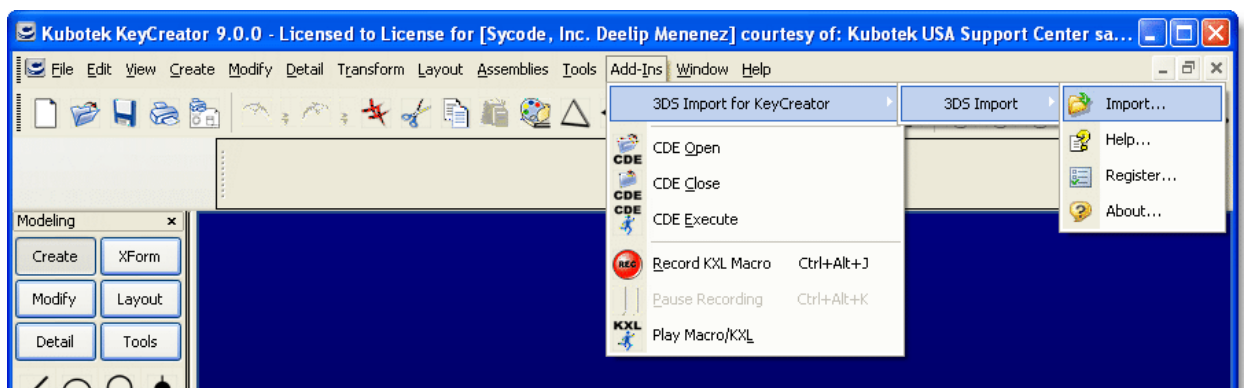 Kubotek KeyCreator 9.0.0 - Licensed to License for [Sycode, Inc. Deelip Menenez] courtesy of: Kubotek USA Support Center sa...
File Edit View Create Modify Detail Transform Layout Assemblies Tools Add-Ins Window Help
3DS Import for KeyCreator
3DS Import
Import...
Help...
Register...
About...
CDE
CDE Open
CDE
CDE Close
CDE
CDE Execute
REC
Record KXL Macro Ctrl+Alt+J
Pause Recording Ctrl+Alt+K
KXL
Play Macro/KXL
Modeling
Create XForm
Modify Layout
Detail Tools